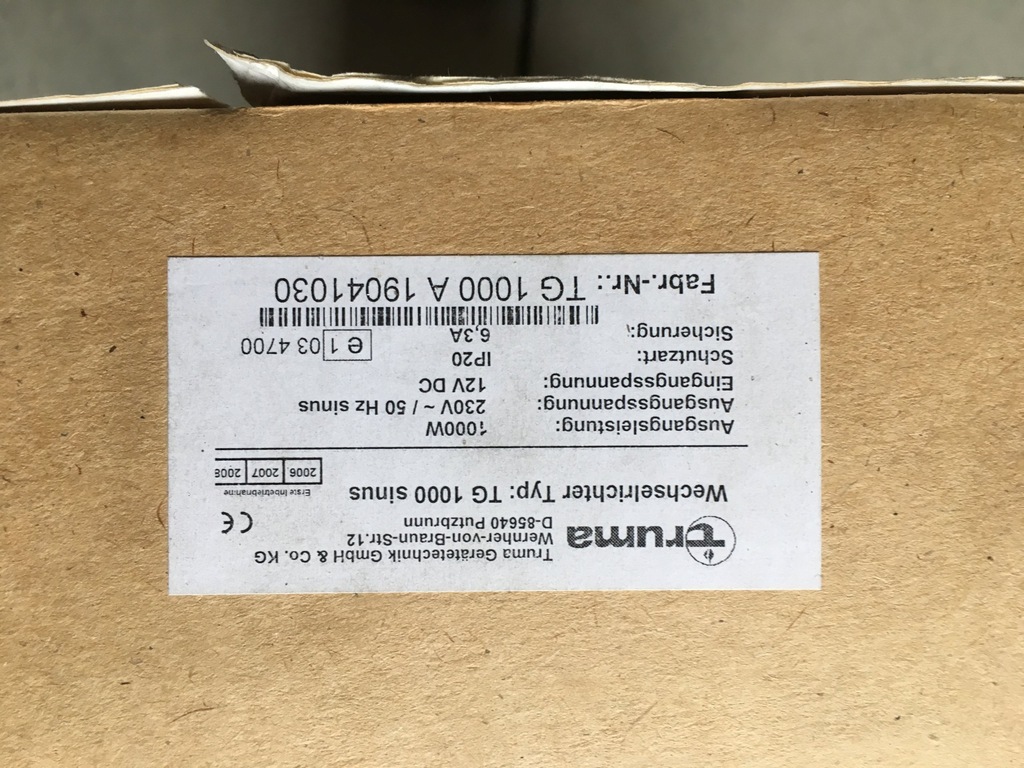 truma
Truma Gerätetechnik GmbH & Co. KG
Wernher-von-Braun-Str.12
D-85640 Putzbrunn
CE
Wechselrichter Typ: TG 1000 sinus
Erste Inbetriebnahme
2006 2007 2008
Ausgangsleistung: 1000W
Ausgangsspannung: 230V ~ / 50 Hz sinus
Eingangsspannung: 12V DC
Schutzart: IP20
Sicherung: 6,3A
e 1 03 4700
Fabr.-Nr.: TG 1000 A 19041030